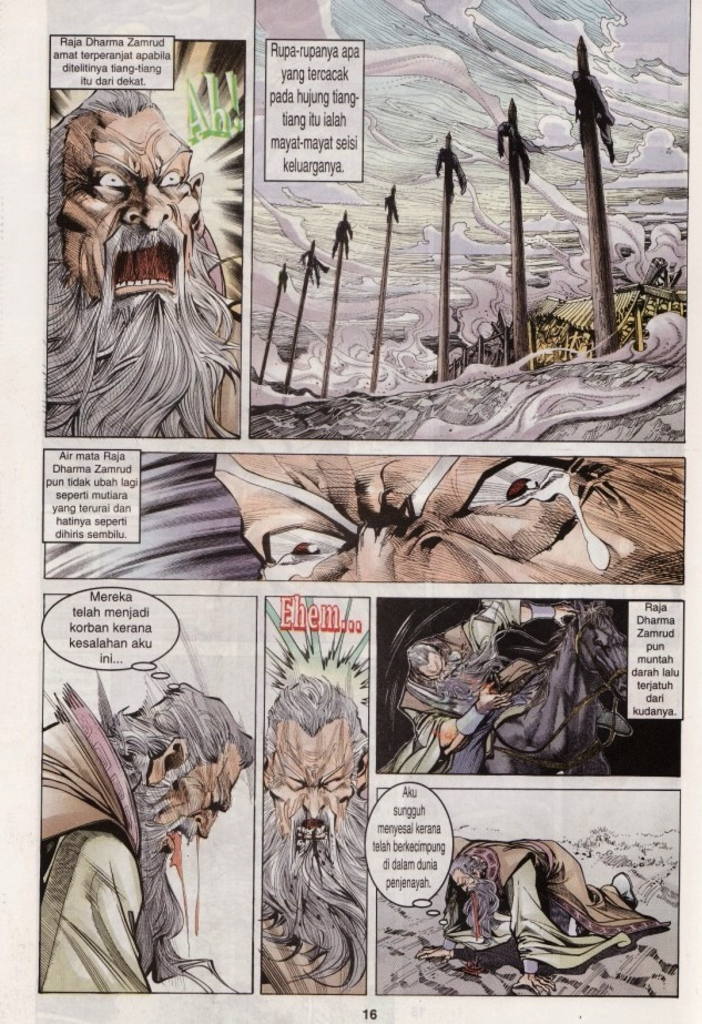 Raja Dharma Zamrud
amat terperanjat apabila
ditelitinya tiang-tiang
itu dari dekat.
Ah!
Rupa-rupanya apa
yang tercacak
pada hujung tiang-
tiang itu ialah
mayat-mayat seisi
keluarganya.
Air mata Raja
Dharma Zamrud
pun tidak ubah lagi
seperti mutiara
yang terurai dan
hatinya seperti
dihiris sembilu.
Mereka
telah menjadi
korban kerana
kesalahan aku
ini...
Ehem...
Raja
Dharma
Zamrud
pun
muntah
darah lalu
terjatuh
dari
kudanya.
Aku
sungguh
menyesal kerana
telah berkecimpung
di dalam dunia
penjenayah.
16